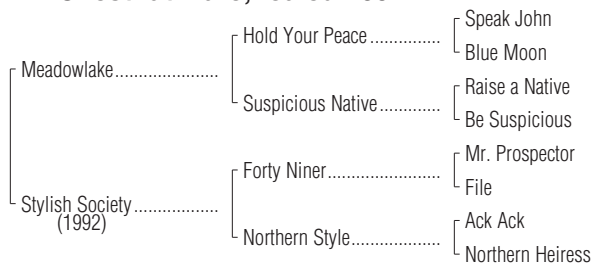 Speak John
Hold Your Peace
Blue Moon
Meadowlake
Raise a Native
Suspicious Native
Be Suspicious
Mr. Prospector
Forty Niner
File
Stylish Society
(1992)
Ack Ack
Northern Style
Northern Heiress